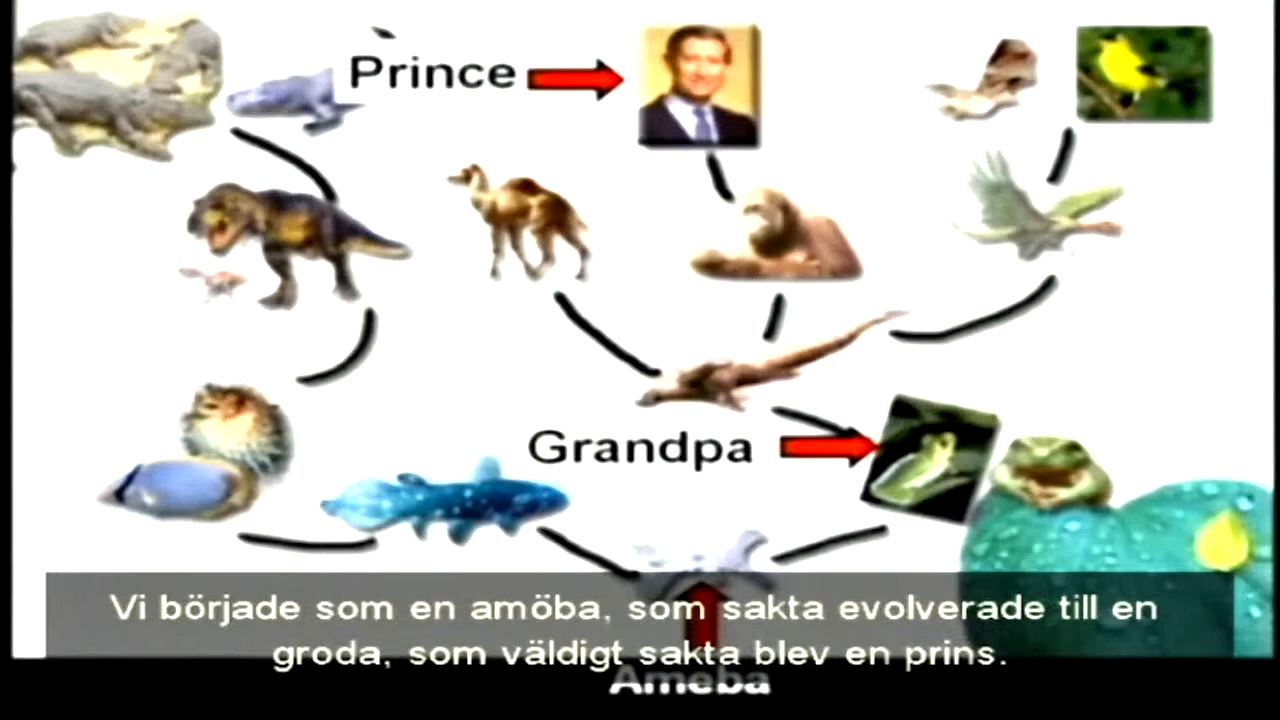 Prince
Grandpa
Vi började som en amöba, som sakta evolverade till en
groda, som väldigt sakta blev en prins.
Ameba